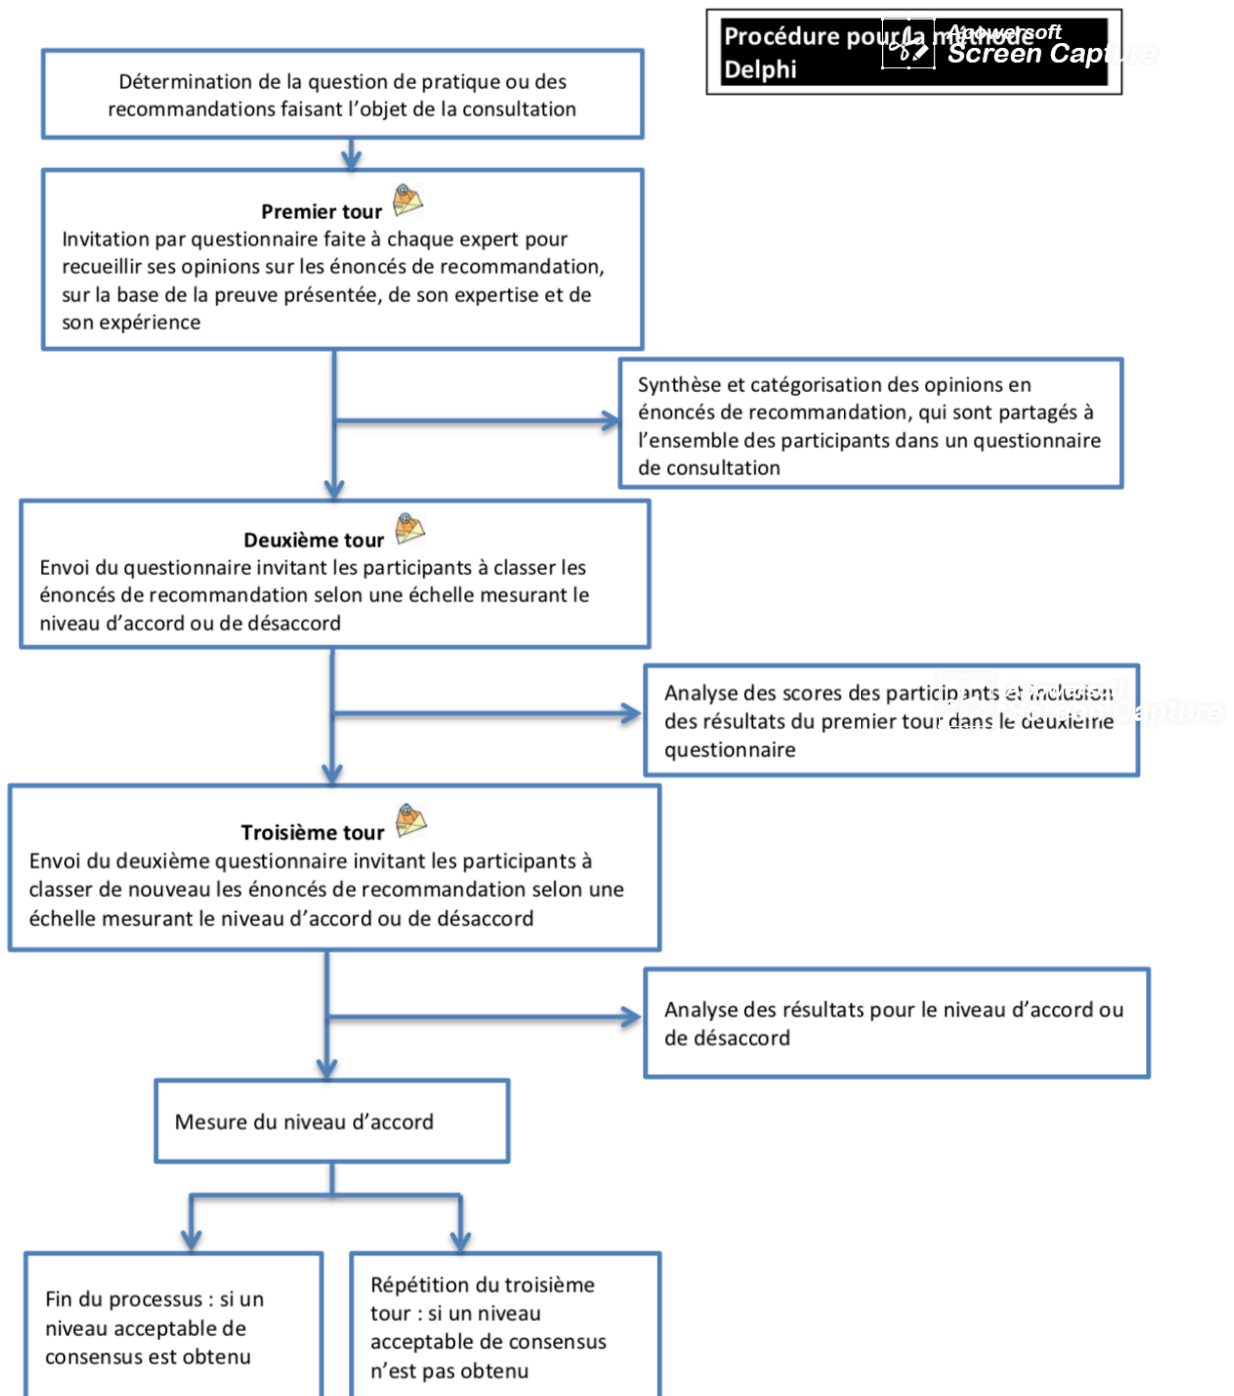 Procédure pour la méthode
Delphi
Apowersoft
Screen Capture
Détermination de la question de pratique ou des
recommandations faisant l'objet de la consultation
Premier tour
Invitation par questionnaire faite à chaque expert pour
recueillir ses opinions sur les énoncés de recommandation,
sur la base de la preuve présentée, de son expertise et de
son expérience
Synthèse et catégorisation des opinions en
énoncés de recommandation, qui sont partagés à
l'ensemble des participants dans un questionnaire
de consultation
Deuxième tour
Envoi du questionnaire invitant les participants à classer les
énoncés de recommandation selon une échelle mesurant le
niveau d'accord ou de désaccord
Analyse des scores des participants et inclusion
des résultats du premier tour dans le deuxième
questionnaire
Apowersoft
Screen Capture
Troisième tour
Envoi du deuxième questionnaire invitant les participants à
classer de nouveau les énoncés de recommandation selon une
échelle mesurant le niveau d'accord ou de désaccord
Analyse des résultats pour le niveau d'accord ou
de désaccord
Mesure du niveau d'accord
Fin du processus : si un
niveau acceptable de
consensus est obtenu
Répétition du troisième
tour : si un niveau
acceptable de consensus
n'est pas obtenu